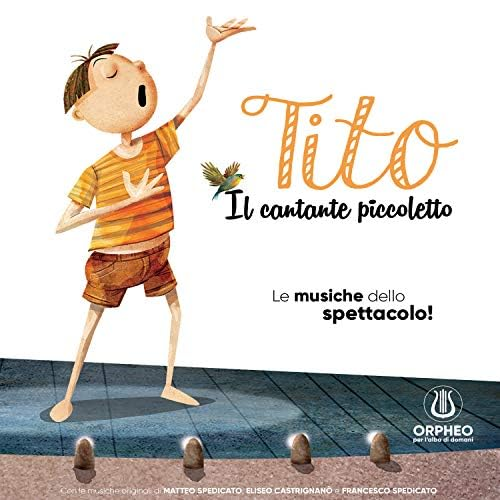 Tito
Il cantante piccoletto
Le musiche dello
spettacolo!
ORPHEO
per l'alba di domani
Con le musiche originali di MATTEO SPEDICATO, ELISEO CASTRIGNANÒ e FRANCESCO SPEDICATO